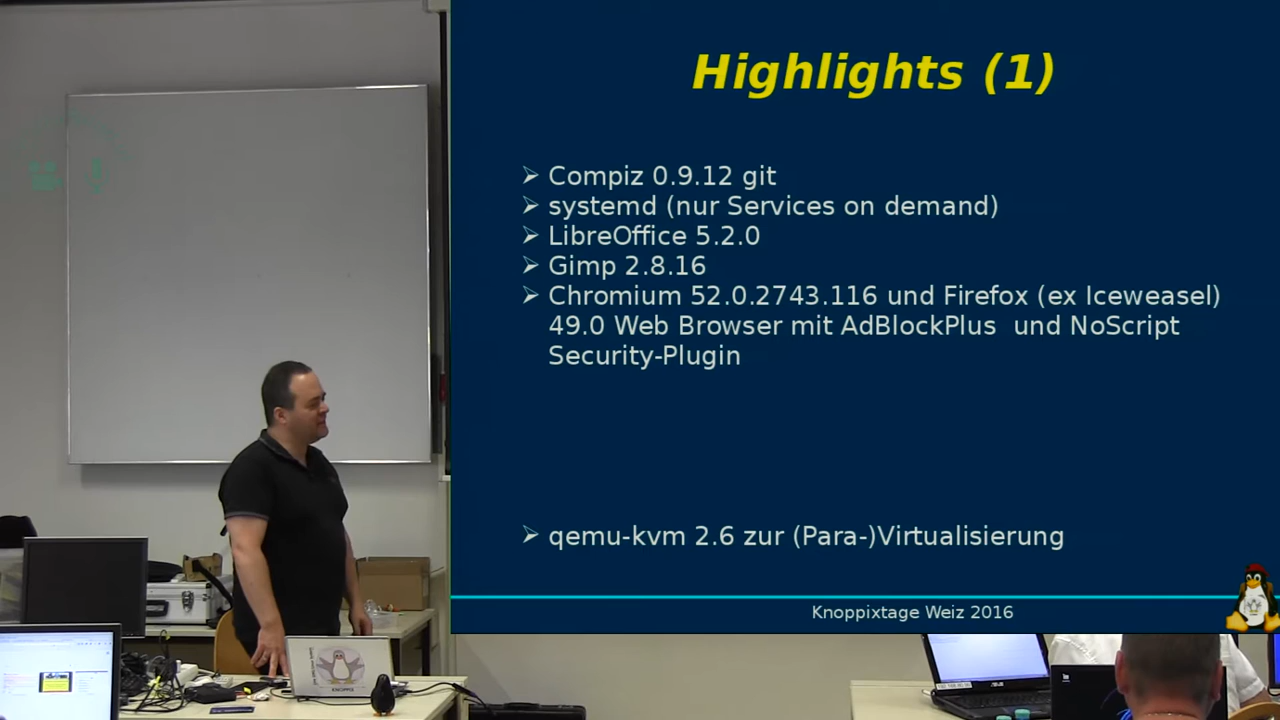 Highlights (1)
➢ Compiz 0.9.12 git
➢ systemd (nur Services on demand)
➢ LibreOffice 5.2.0
➢ Gimp 2.8.16
➢ Chromium 52.0.2743.116 und Firefox (ex Iceweasel)
49.0 Web Browser mit AdBlockPlus und NoScript
Security-Plugin
➢ qemu-kvm 2.6 zur (Para-)Virtualisierung
Knoppixtage Weiz 2016
KNOPPIX